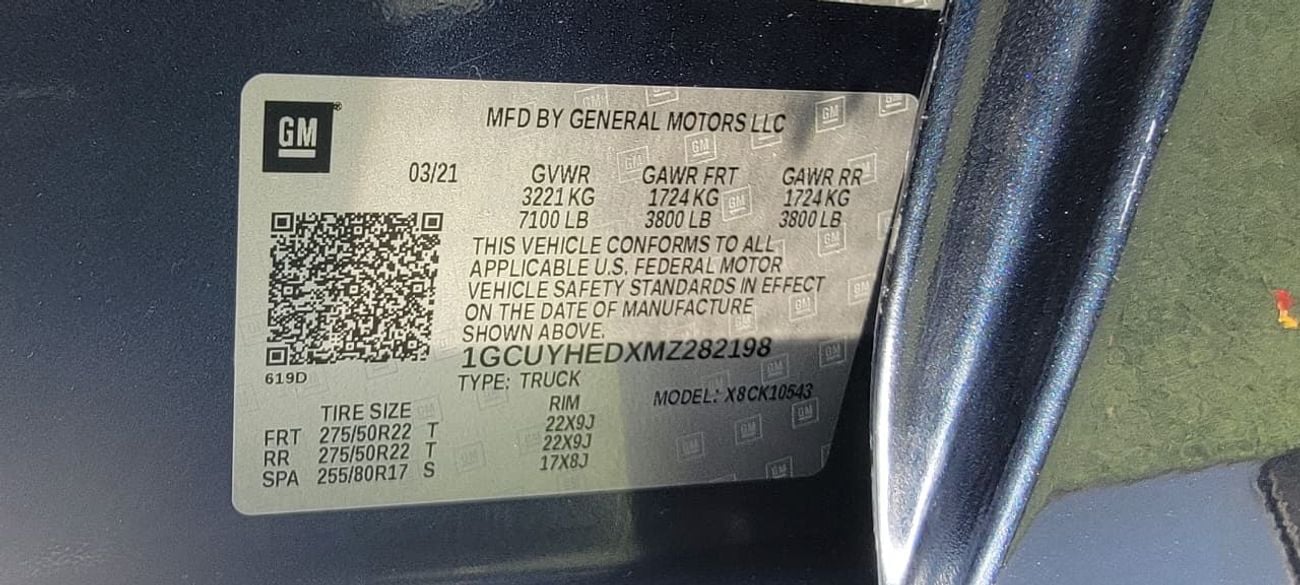 GM®
MFD BY GENERAL MOTORS LLC
03/21 GVWR GAWR FRT GAWR RR
3221 KG 1724 KG 1724 KG
7100 LB 3800 LB 3800 LB
THIS VEHICLE CONFORMS TO ALL
APPLICABLE U.S. FEDERAL MOTOR
VEHICLE SAFETY STANDARDS IN EFFECT
ON THE DATE OF MANUFACTURE
SHOWN ABOVE.
1GCUYHEDXMZ282198
619D
TYPE: TRUCK MODEL: X8CK10543
TIRE SIZE RIM
FRT 275/50R22 T 22X9J
RR 275/50R22 T 22X9J
SPA 255/80R17 S 17X8J